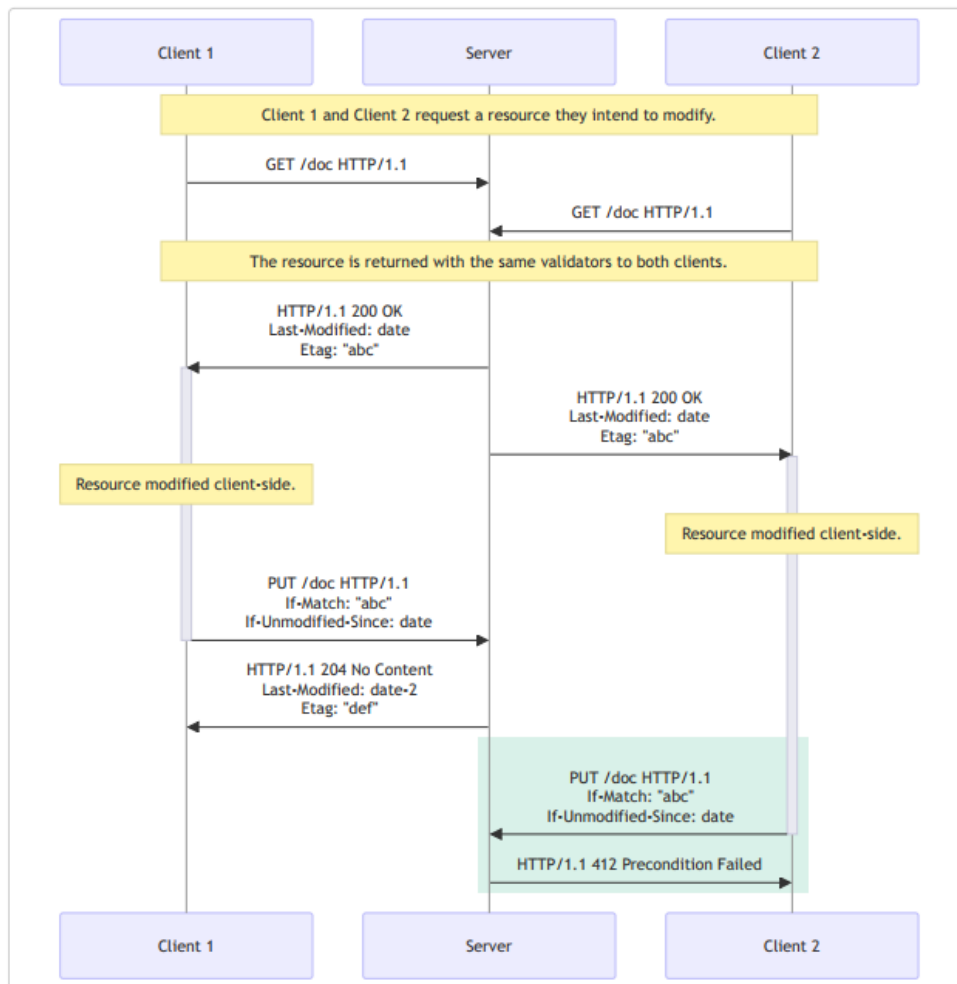 Client 1
Server
Client 2
Client 1 and Client 2 request a resource they intend to modify.
GET /doc HTTP/1.1
GET /doc HTTP/1.1
The resource is returned with the same validators to both clients.
HTTP/1.1 200 OK
Last-Modified: date
Etag: "abc"
HTTP/1.1 200 OK
Last-Modified: date
Etag: "abc"
Resource modified client-side.
Resource modified client-side.
PUT /doc HTTP/1.1
If-Match: "abc"
If-Unmodified-Since: date
HTTP/1.1 204 No Content
Last-Modified: date-2
Etag: "def"
PUT /doc HTTP/1.1
If-Match: "abc"
If-Unmodified-Since: date
HTTP/1.1 412 Precondition Failed
Client 1
Server
Client 2